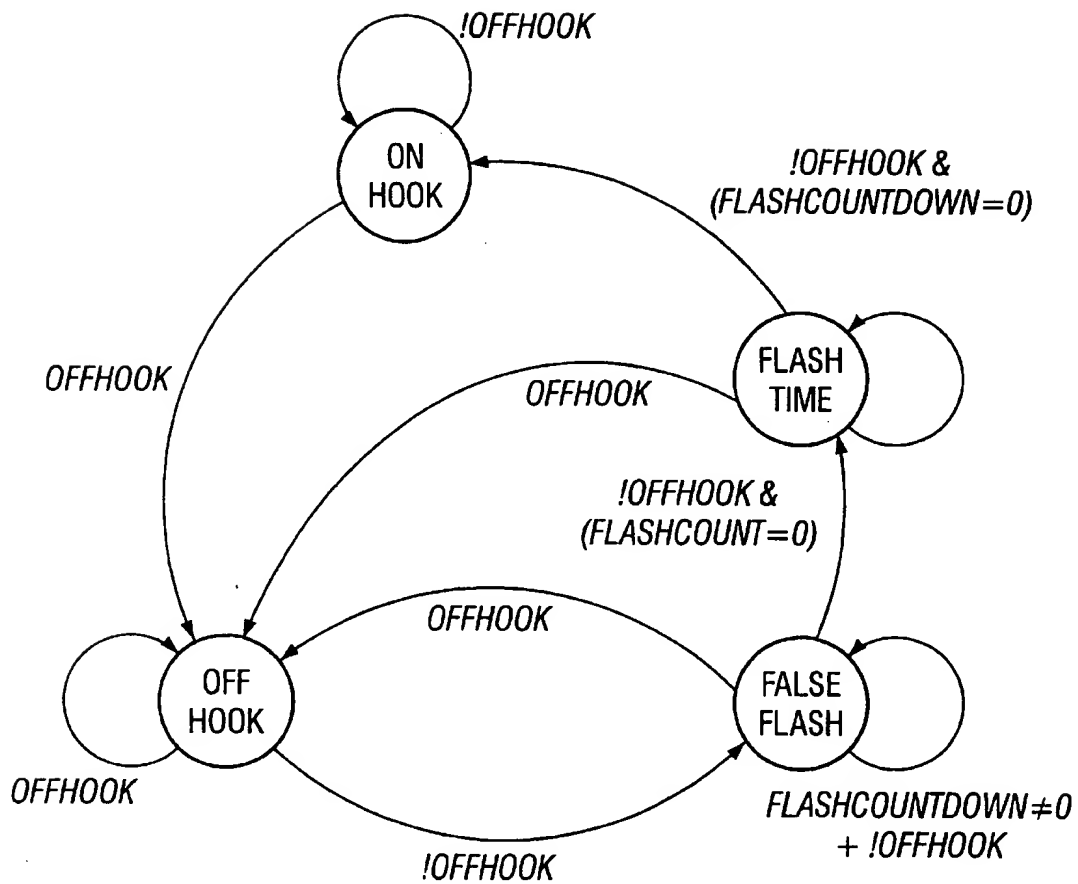 !OFFHOOK
ON
HOOK
!OFFHOOK &
(FLASHCOUNTDOWN=0)
OFFHOOK
FLASH
TIME
OFFHOOK
!OFFHOOK &
(FLASHCOUNT=0)
OFFHOOK
OFF
HOOK
FALSE
FLASH
OFFHOOK
FLASHCOUNTDOWN≠0
+ !OFFHOOK
!OFFHOOK